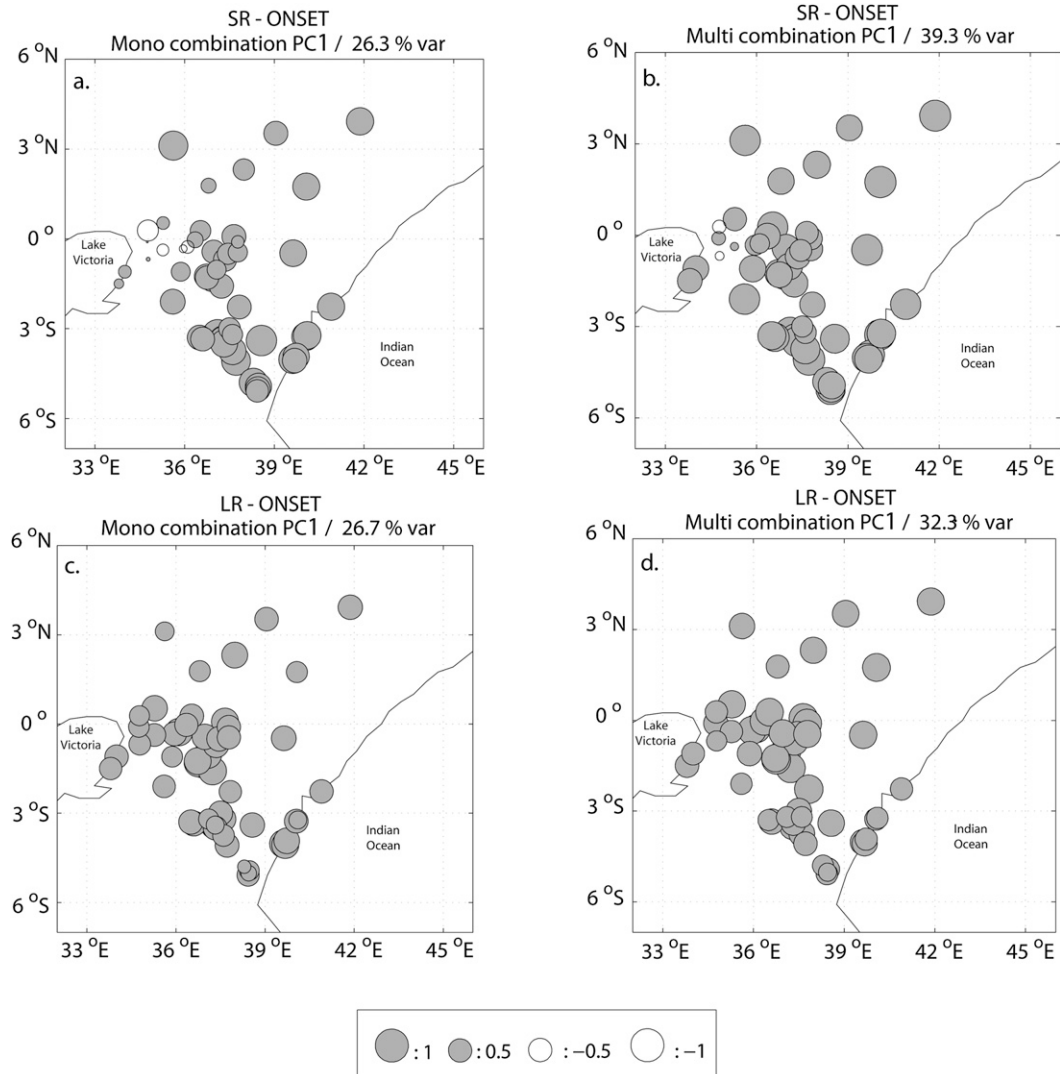 SR - ONSET
Mono combination PC1 / 26.3 % var
6 °N
a.
3 °N
0 °
Lake
Victoria
3 °S
Indian
Ocean
6 °S
33 °E 36 °E 39 °E 42 °E 45 °E
SR - ONSET
Multi combination PC1 / 39.3 % var
6 °N
b.
3 °N
0 °
Lake
Victoria
3 °S
Indian
Ocean
6 °S
33 °E 36 °E 39 °E 42 °E 45 °E
LR - ONSET
Mono combination PC1 / 26.7 % var
6 °N
c.
3 °N
0 °
Lake
Victoria
3 °S
Indian
Ocean
6 °S
33 °E 36 °E 39 °E 42 °E 45 °E
LR - ONSET
Multi combination PC1 / 32.3 % var
6 °N
d.
3 °N
0 °
Lake
Victoria
3 °S
Indian
Ocean
6 °S
33 °E 36 °E 39 °E 42 °E 45 °E
: 1 : 0.5 : −0.5 : −1